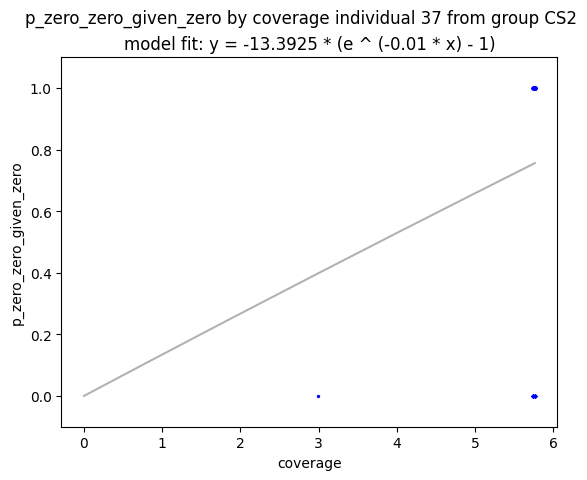 p_zero_zero_given_zero by coverage individual 37 from group CS2
model fit: y = -13.3925 * (e ^ (-0.01 * x) - 1)
p_zero_zero_given_zero
1.0
0.8
0.6
0.4
0.2
0.0
0 1 2 3 4 5 6
coverage